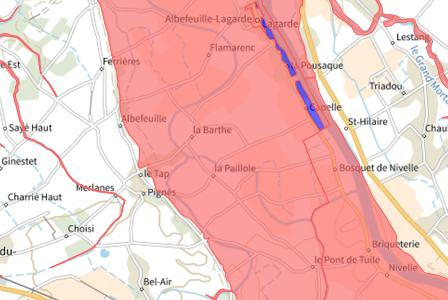 Albefeuille-Lagarde
Lagarde
Lestang
le Grand Mort
Flamarenc
Ferrières
Pousaque
Triadou
Est
Capelle
Albefeuille
St-Hilaire
Sayé Haut
la Barthe
Chau
Ginestet
le Tap
la Paillole
Bosquet de Nivelle
Merlanes
Pignès
Charrié Haut
Choisi
du-
Briqueterie
le Pont de Tuile
Nivelle
Bel-Air